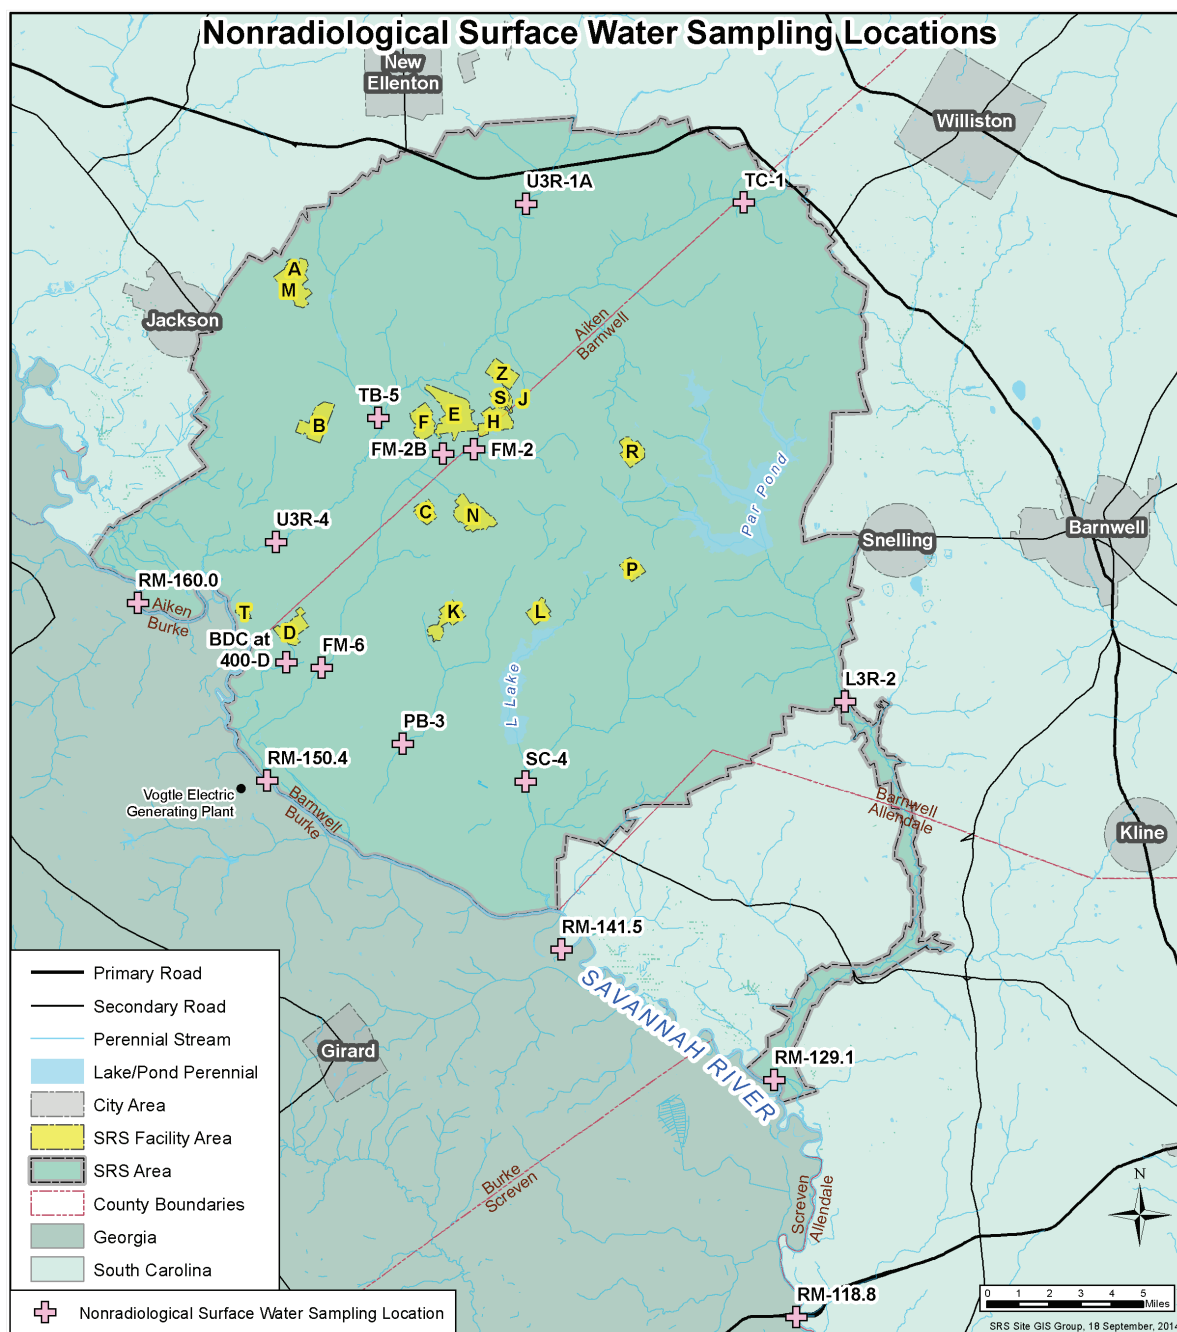 Nonradiological Surface Water Sampling Locations
New
Ellenton
Williston
U3R-1A
TC-1
A
M
Jackson
Aiken
Barnwell
Z
S
J
TB-5
E
F
H
B
FM-2B
FM-2
R
Par Pond
C
N
U3R-4
Snelling
Barnwell
P
RM-160.0
Aiken
Burke
T
D
K
L
BDC at
400-D
FM-6
L Lake
L3R-2
PB-3
RM-150.4
SC-4
Vogtle Electric
Generating Plant
Barnwell
Burke
Barnwell
Allendale
Kline
RM-141.5
SAVANNAH RIVER
Girard
RM-129.1
Burke
Screven
Screven
Allendale
RM-118.8
Primary Road
Secondary Road
Perennial Stream
Lake/Pond Perennial
City Area
SRS Facility Area
SRS Area
County Boundaries
Georgia
South Carolina
Nonradiological Surface Water Sampling Location
N
0 1 2 3 4 5
Miles
SRS Site GIS Group, 18 September, 2014